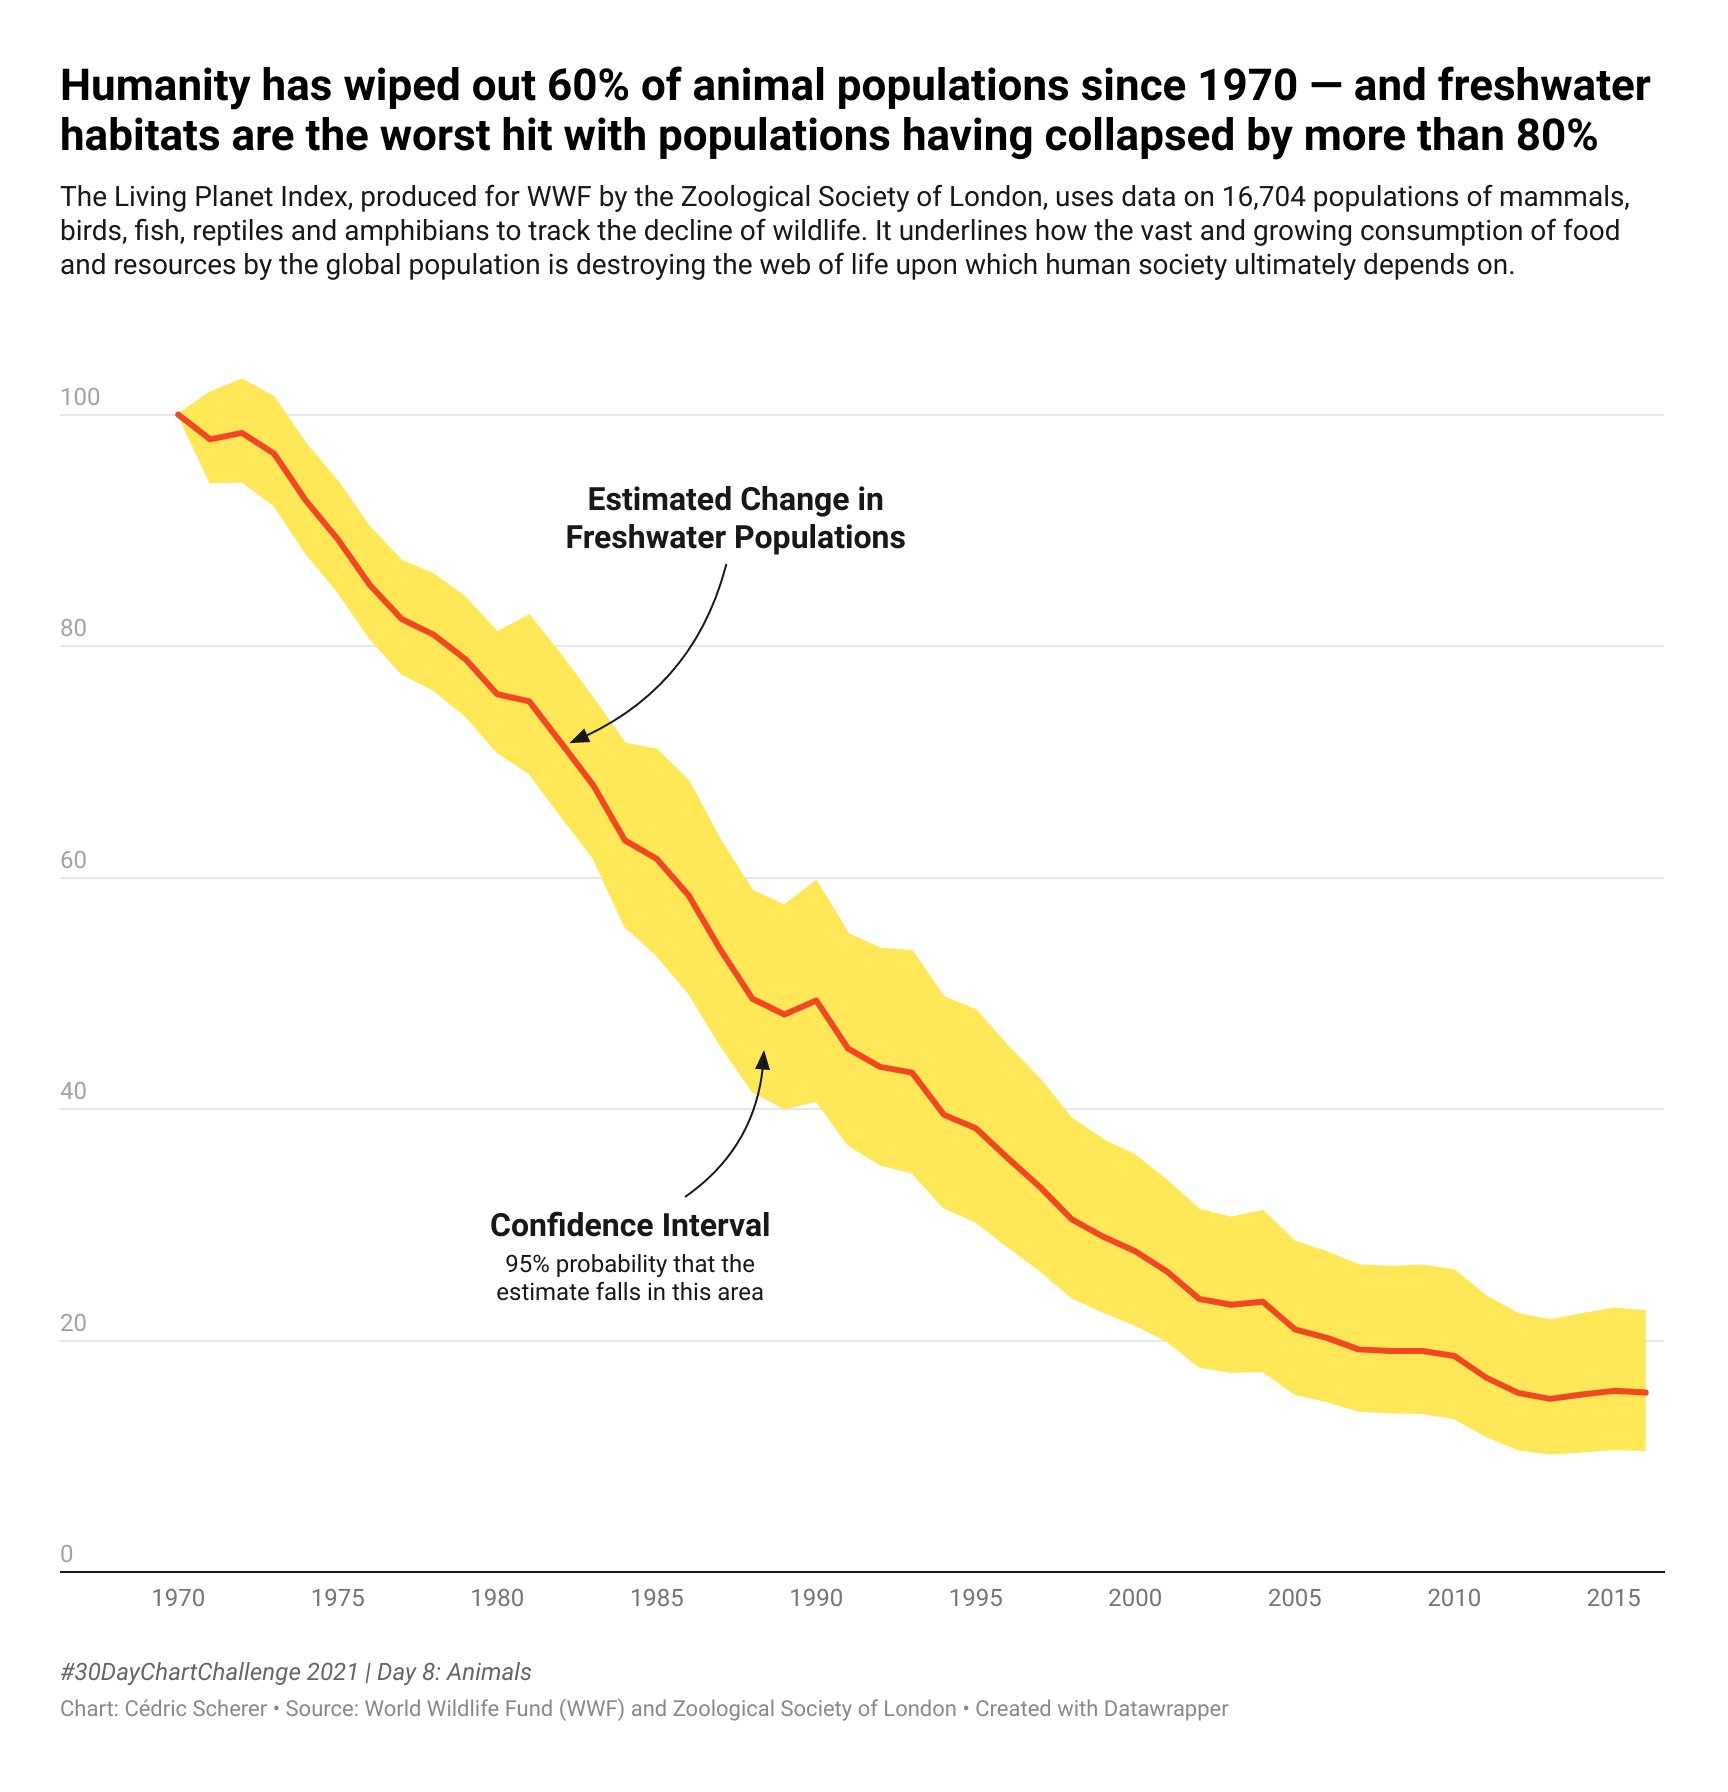 Humanity has wiped out 60% of animal populations since 1970 — and freshwater
habitats are the worst hit with populations having collapsed by more than 80%
The Living Planet Index, produced for WWF by the Zoological Society of London, uses data on 16,704 populations of mammals,
birds, fish, reptiles and amphibians to track the decline of wildlife. It underlines how the vast and growing consumption of food
and resources by the global population is destroying the web of life upon which human society ultimately depends on.
100
Estimated Change in
Freshwater Populations
80
60
40
Confidence Interval
95% probability that the
estimate falls in this area
20
0
1970 1975 1980 1985 1990 1995 2000 2005 2010 2015
#30DayChartChallenge 2021 | Day 8: Animals
Chart: Cédric Scherer • Source: World Wildlife Fund (WWF) and Zoological Society of London • Created with Datawrapper